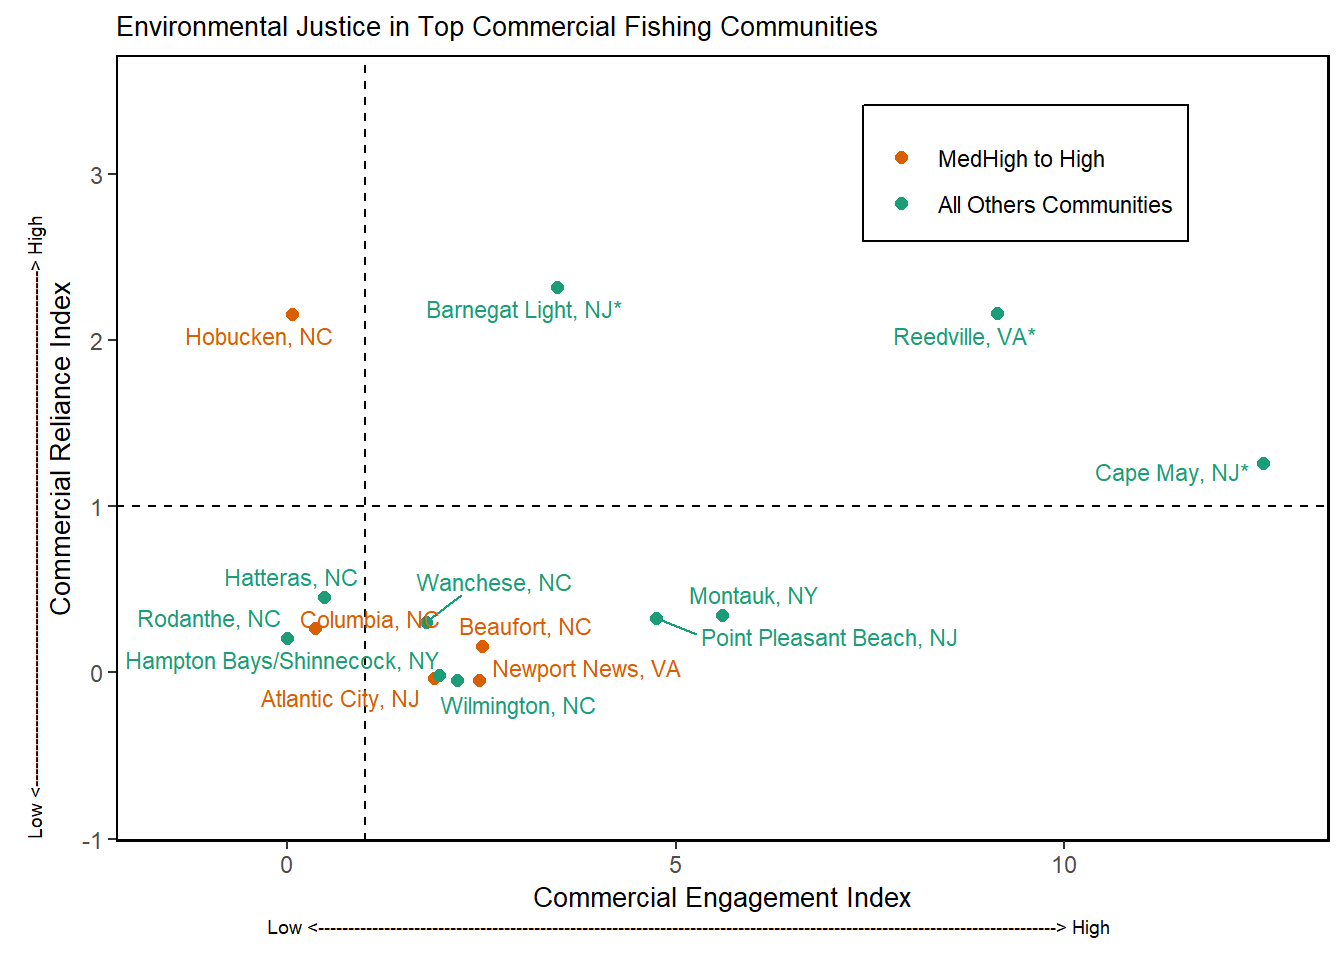 Environmental Justice in Top Commercial Fishing Communities
MedHigh to High
All Others Communities
3
2
1
0
-1
Low <-----------------------------------------------------------------------> High
Commercial Reliance Index
Barnegat Light, NJ*
Hobucken, NC
Reedville, VA*
Cape May, NJ*
Hatteras, NC
Wanchese, NC
Montauk, NY
Rodanthe, NC
Columbia, NC
Beaufort, NC
Point Pleasant Beach, NJ
Hampton Bays/Shinnecock, NY
Newport News, VA
Atlantic City, NJ
Wilmington, NC
0
5
10
Commercial Engagement Index
Low <-----------------------------------------------------------------------------------------------------------------------------> High